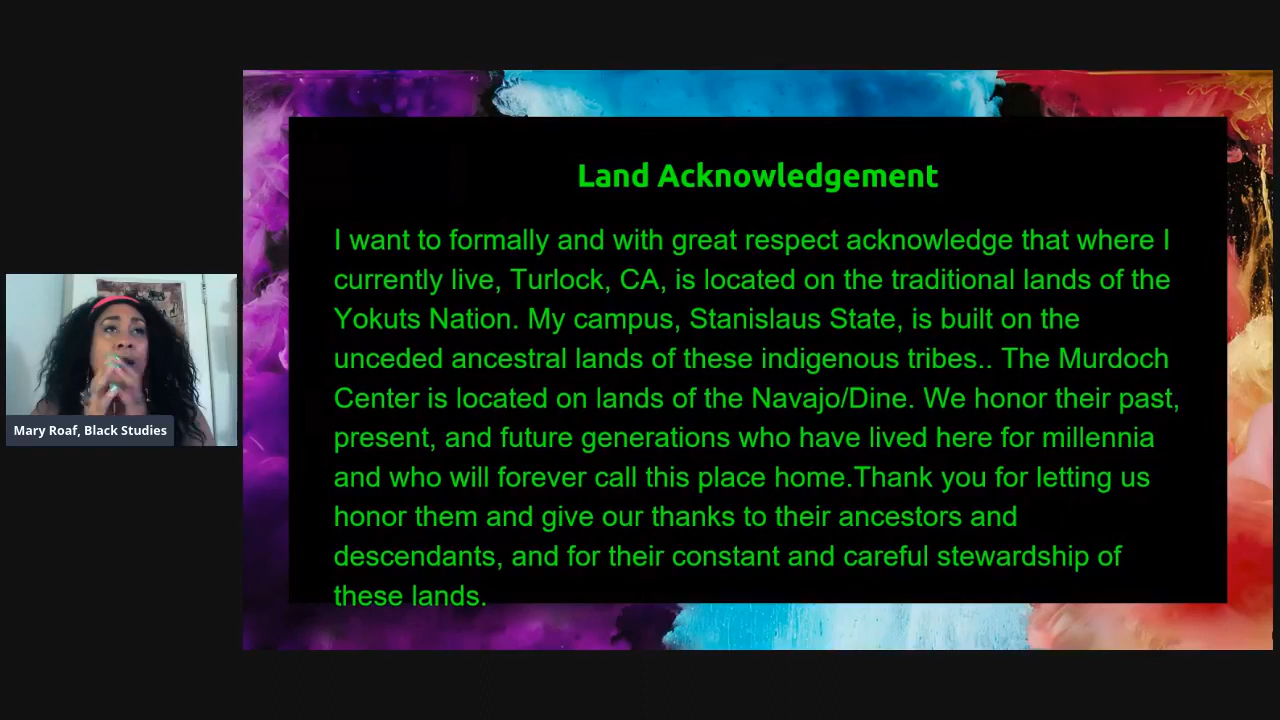 Land Acknowledgement
I want to formally and with great respect acknowledge that where I
currently live, Turlock, CA, is located on the traditional lands of the
Yokuts Nation. My campus, Stanislaus State, is built on the
unceded ancestral lands of these indigenous tribes.. The Murdoch
Center is located on lands of the Navajo/Dine. We honor their past,
present, and future generations who have lived here for millennia
and who will forever call this place home.Thank you for letting us
honor them and give our thanks to their ancestors and
descendants, and for their constant and careful stewardship of
these lands.
Mary Roaf, Black Studies